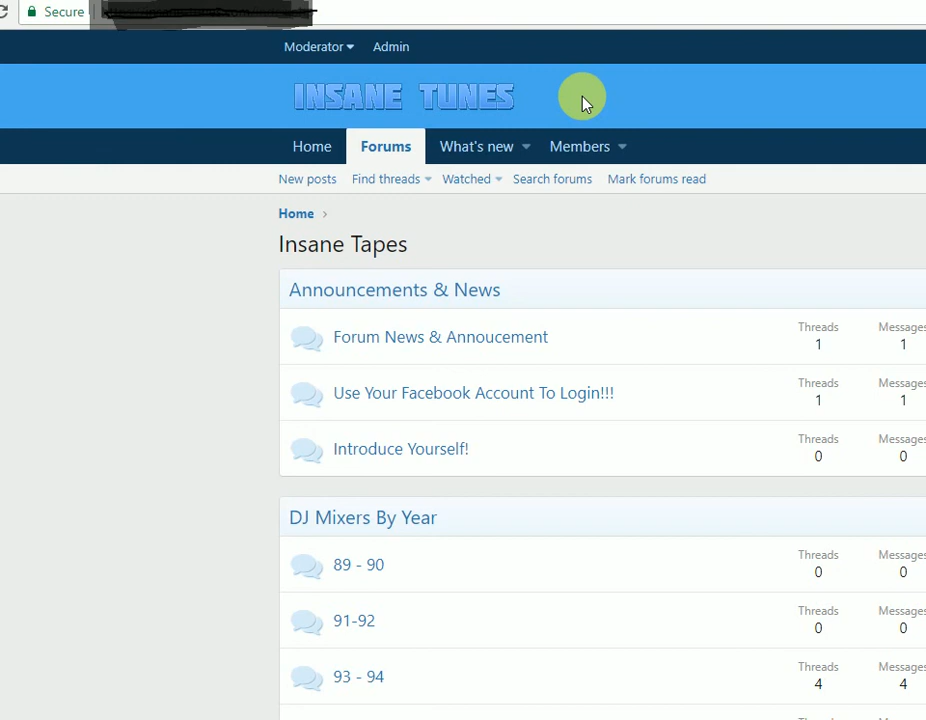 Secure
Moderator Admin
INSANE TUNES
Home Forums What's new Members
New posts Find threads Watched Search forums Mark forums read
Home
Insane Tapes
Announcements & News
Forum News & Annoucement Threads 1 Messages 1
Use Your Facebook Account To Login!!! Threads 1 Messages 1
Introduce Yourself! Threads 0 Messages 0
DJ Mixers By Year
89 - 90 Threads 0 Messages 0
91-92 Threads 0 Messages 0
93 - 94 Threads 4 Messages 4